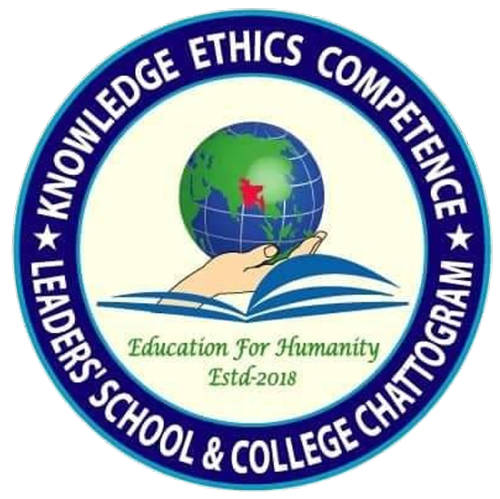 KNOWLEDGE ETHICS COMPETENCE
Education For Humanity
Estd-2018
★ LEADERS' SCHOOL & COLLEGE CHATTOGRAM ★